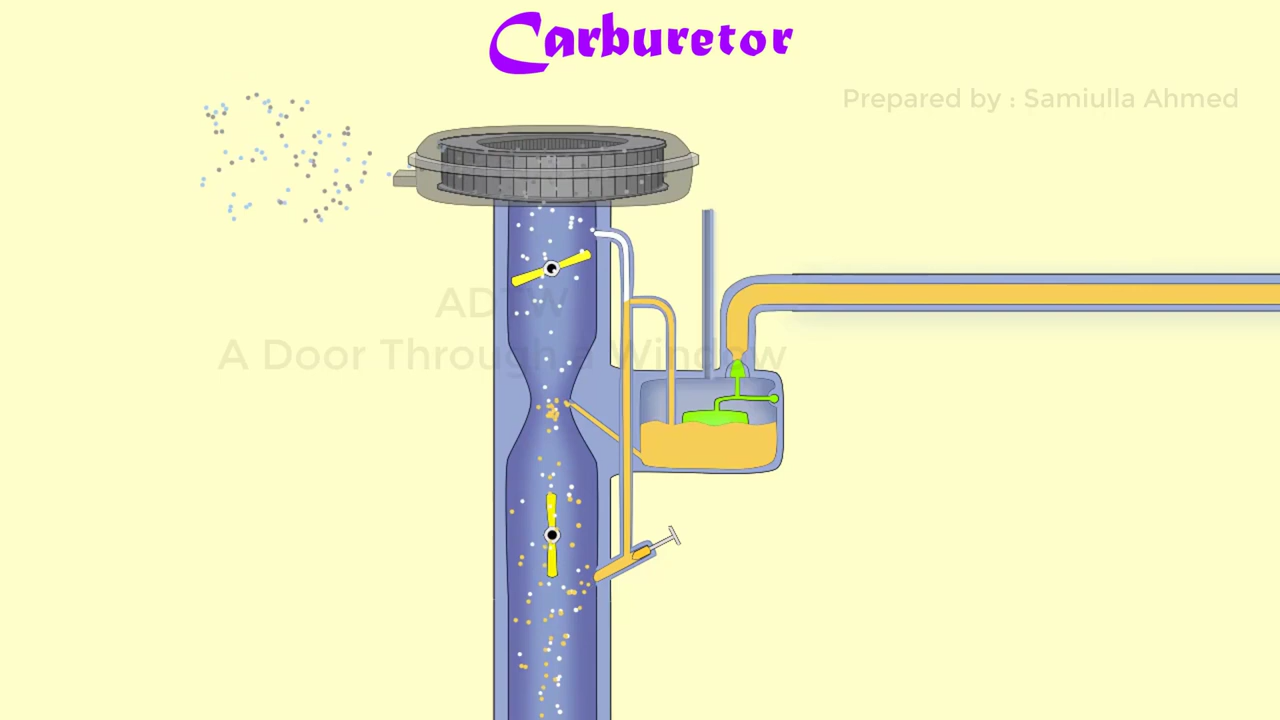 Carburetor
Prepared by : Samiulla Ahmed
ADTW
A Door Through a Window